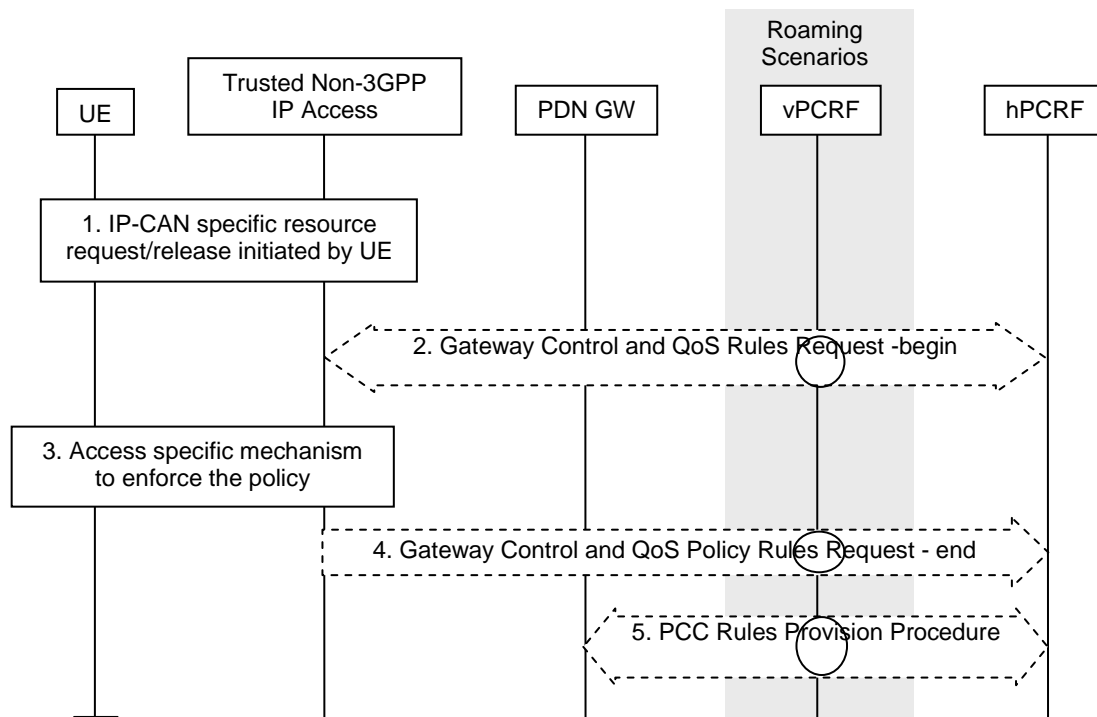 Roaming
Scenarios
UE
Trusted Non-3GPP
IP Access
PDN GW
vPCRF
hPCRF
1. IP-CAN specific resource
request/release initiated by UE
2. Gateway Control and QoS Rules Request -begin
3. Access specific mechanism
to enforce the policy
4. Gateway Control and QoS Policy Rules Request - end
5. PCC Rules Provision Procedure